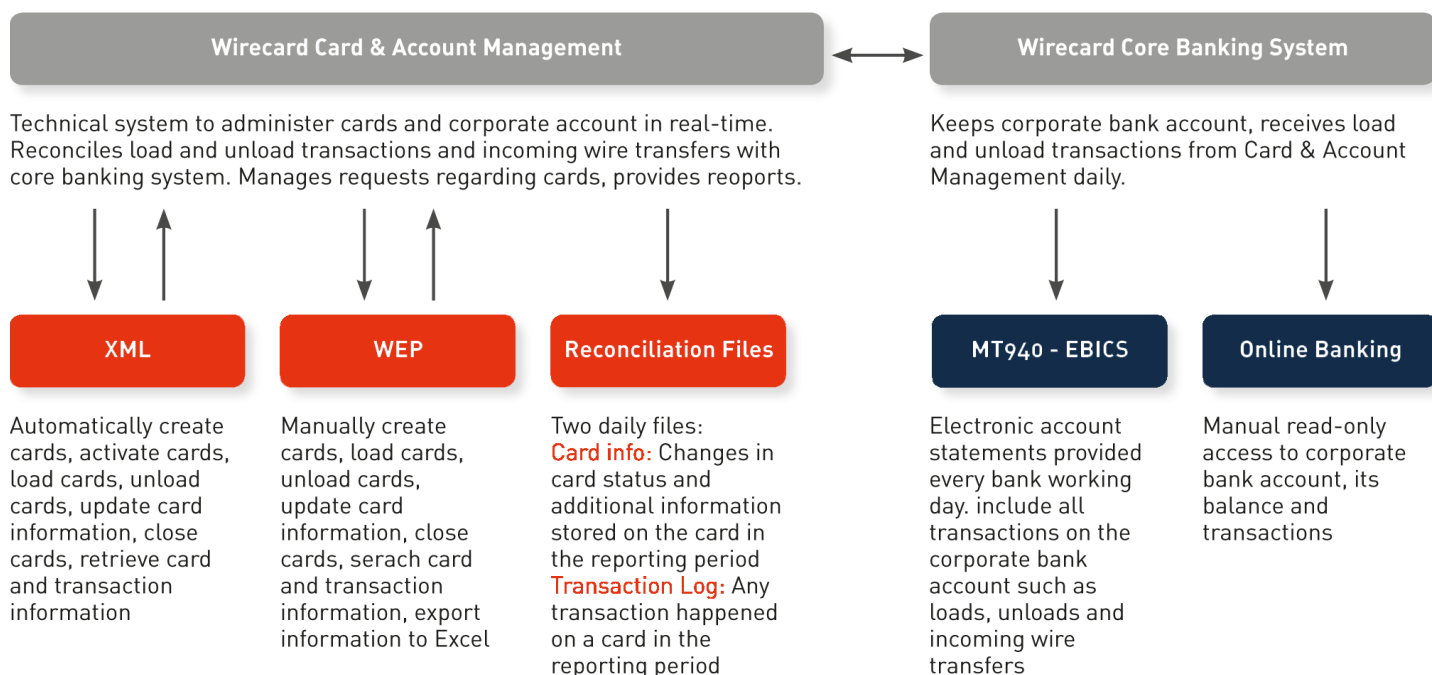 Wirecard Card & Account Management
Wirecard Core Banking System
Technical system to administer cards and corporate account in real-time.
Reconciles load and unload transactions and incoming wire transfers with
core banking system. Manages requests regarding cards, provides reoports.
Keeps corporate bank account, receives load
and unload transactions from Card & Account
Management daily.
XML
WEP
Reconciliation Files
MT940 - EBICS
Online Banking
Automatically create
cards, activate cards,
load cards, unload
cards, update card
information, close
cards, retrieve card
and transaction
information
Manually create
cards, load cards,
unload cards,
update card
information, close
cards, serach card
and transaction
information, export
information to Excel
Two daily files:
Card info: Changes in
card status and
additional information
stored on the card in
the reporting period
Transaction Log: Any
transaction happened
on a card in the
reporting period
Electronic account
statements provided
every bank working
day. include all
transactions on the
corporate bank
account such as
loads, unloads and
incoming wire
transfers
Manual read-only
access to corporate
bank account, its
balance and
transactions